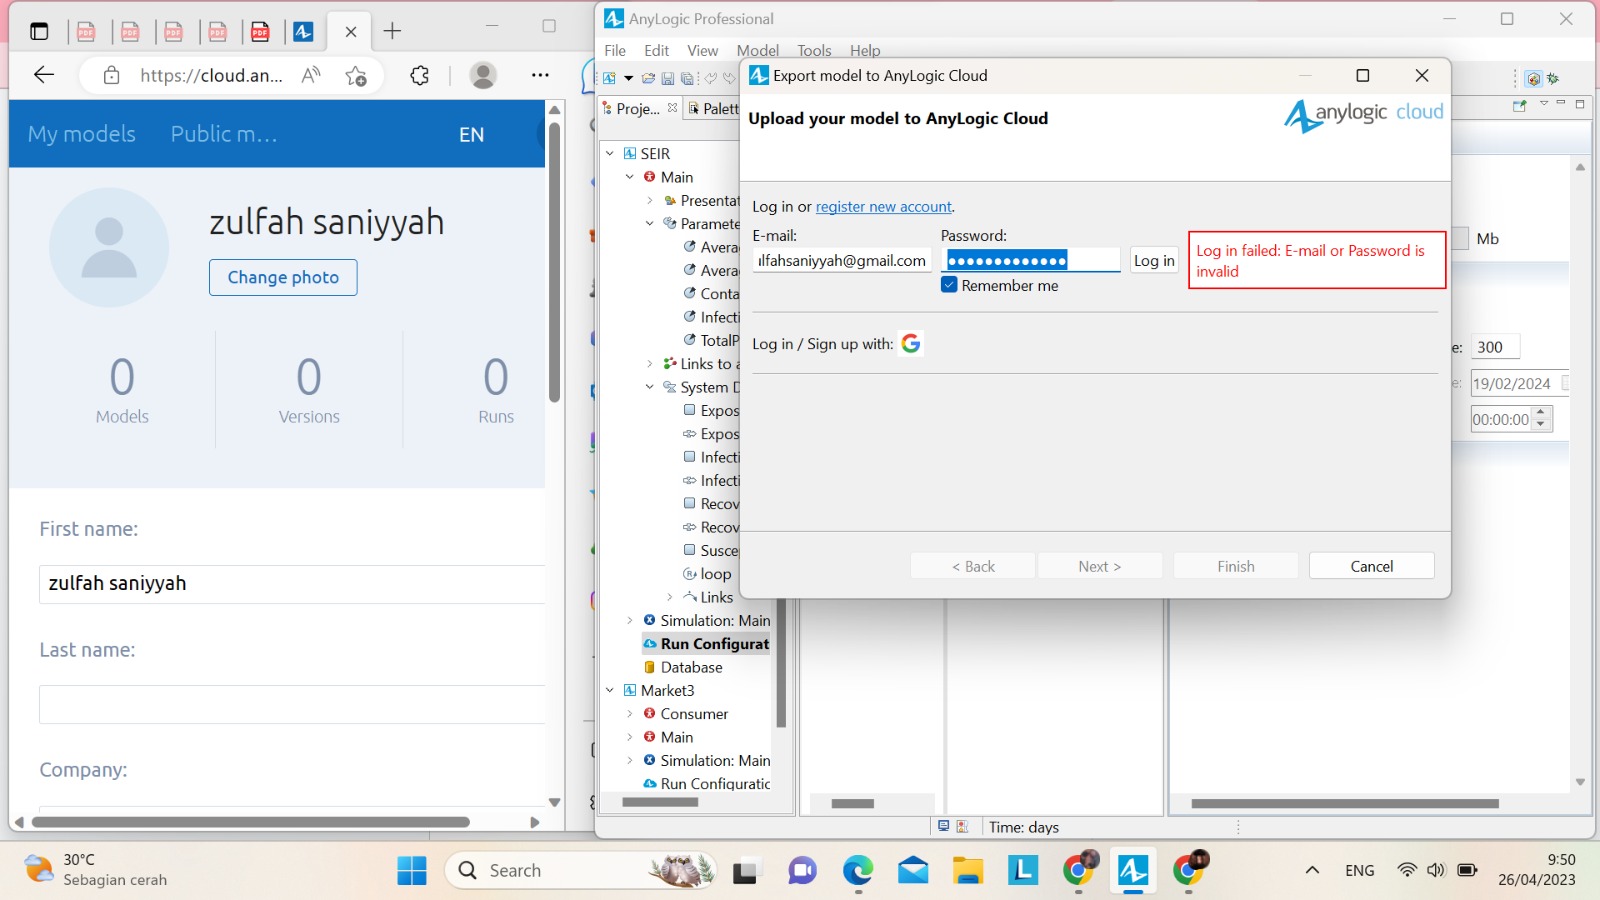 https://cloud.an...
My models
Public m...
EN
zulfah saniyyah
Change photo
0
Models
0
Versions
0
Runs
First name:
zulfah saniyyah
Last name:
Company:
AnyLogic Professional
File
Edit
View
Model
Tools
Help
Proje...
Palett
SEIR
Main
Presentat
Paramete
Avera
Avera
Conta
Infecti
TotalP
Links to a
System D
Expos
Expos
Infecti
Infecti
Recov
Recov
Susce
loop
Links
Simulation: Main
Run Configurat
Database
Market3
Consumer
Main
Simulation: Main
Run Configuratic
Export model to AnyLogic Cloud
Upload your model to AnyLogic Cloud
anylogic cloud
Log in or register new account.
E-mail:
Password:
ılfahsaniyyah@gmail.com
•••••••••••••
Log in
Remember me
Log in failed: E-mail or Password is
invalid
Log in / Sign up with:
< Back
Next >
Finish
Cancel
Mb
e: 300
e: 19/02/2024
00:00:00
Time: days
30°C
Sebagian cerah
Search
ENG
9:50
26/04/2023